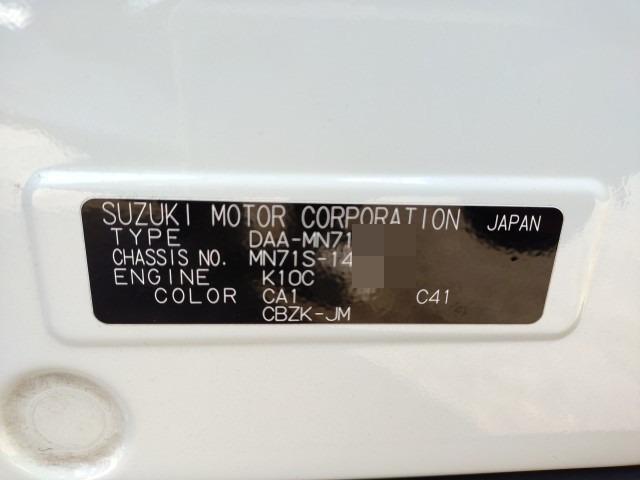 SUZUKI MOTOR CORPORATION JAPAN
TYPE DAA-MN71
CHASSIS NO. MN71S-14
ENGINE K10C
COLOR CA1 C41
CBZK-JM